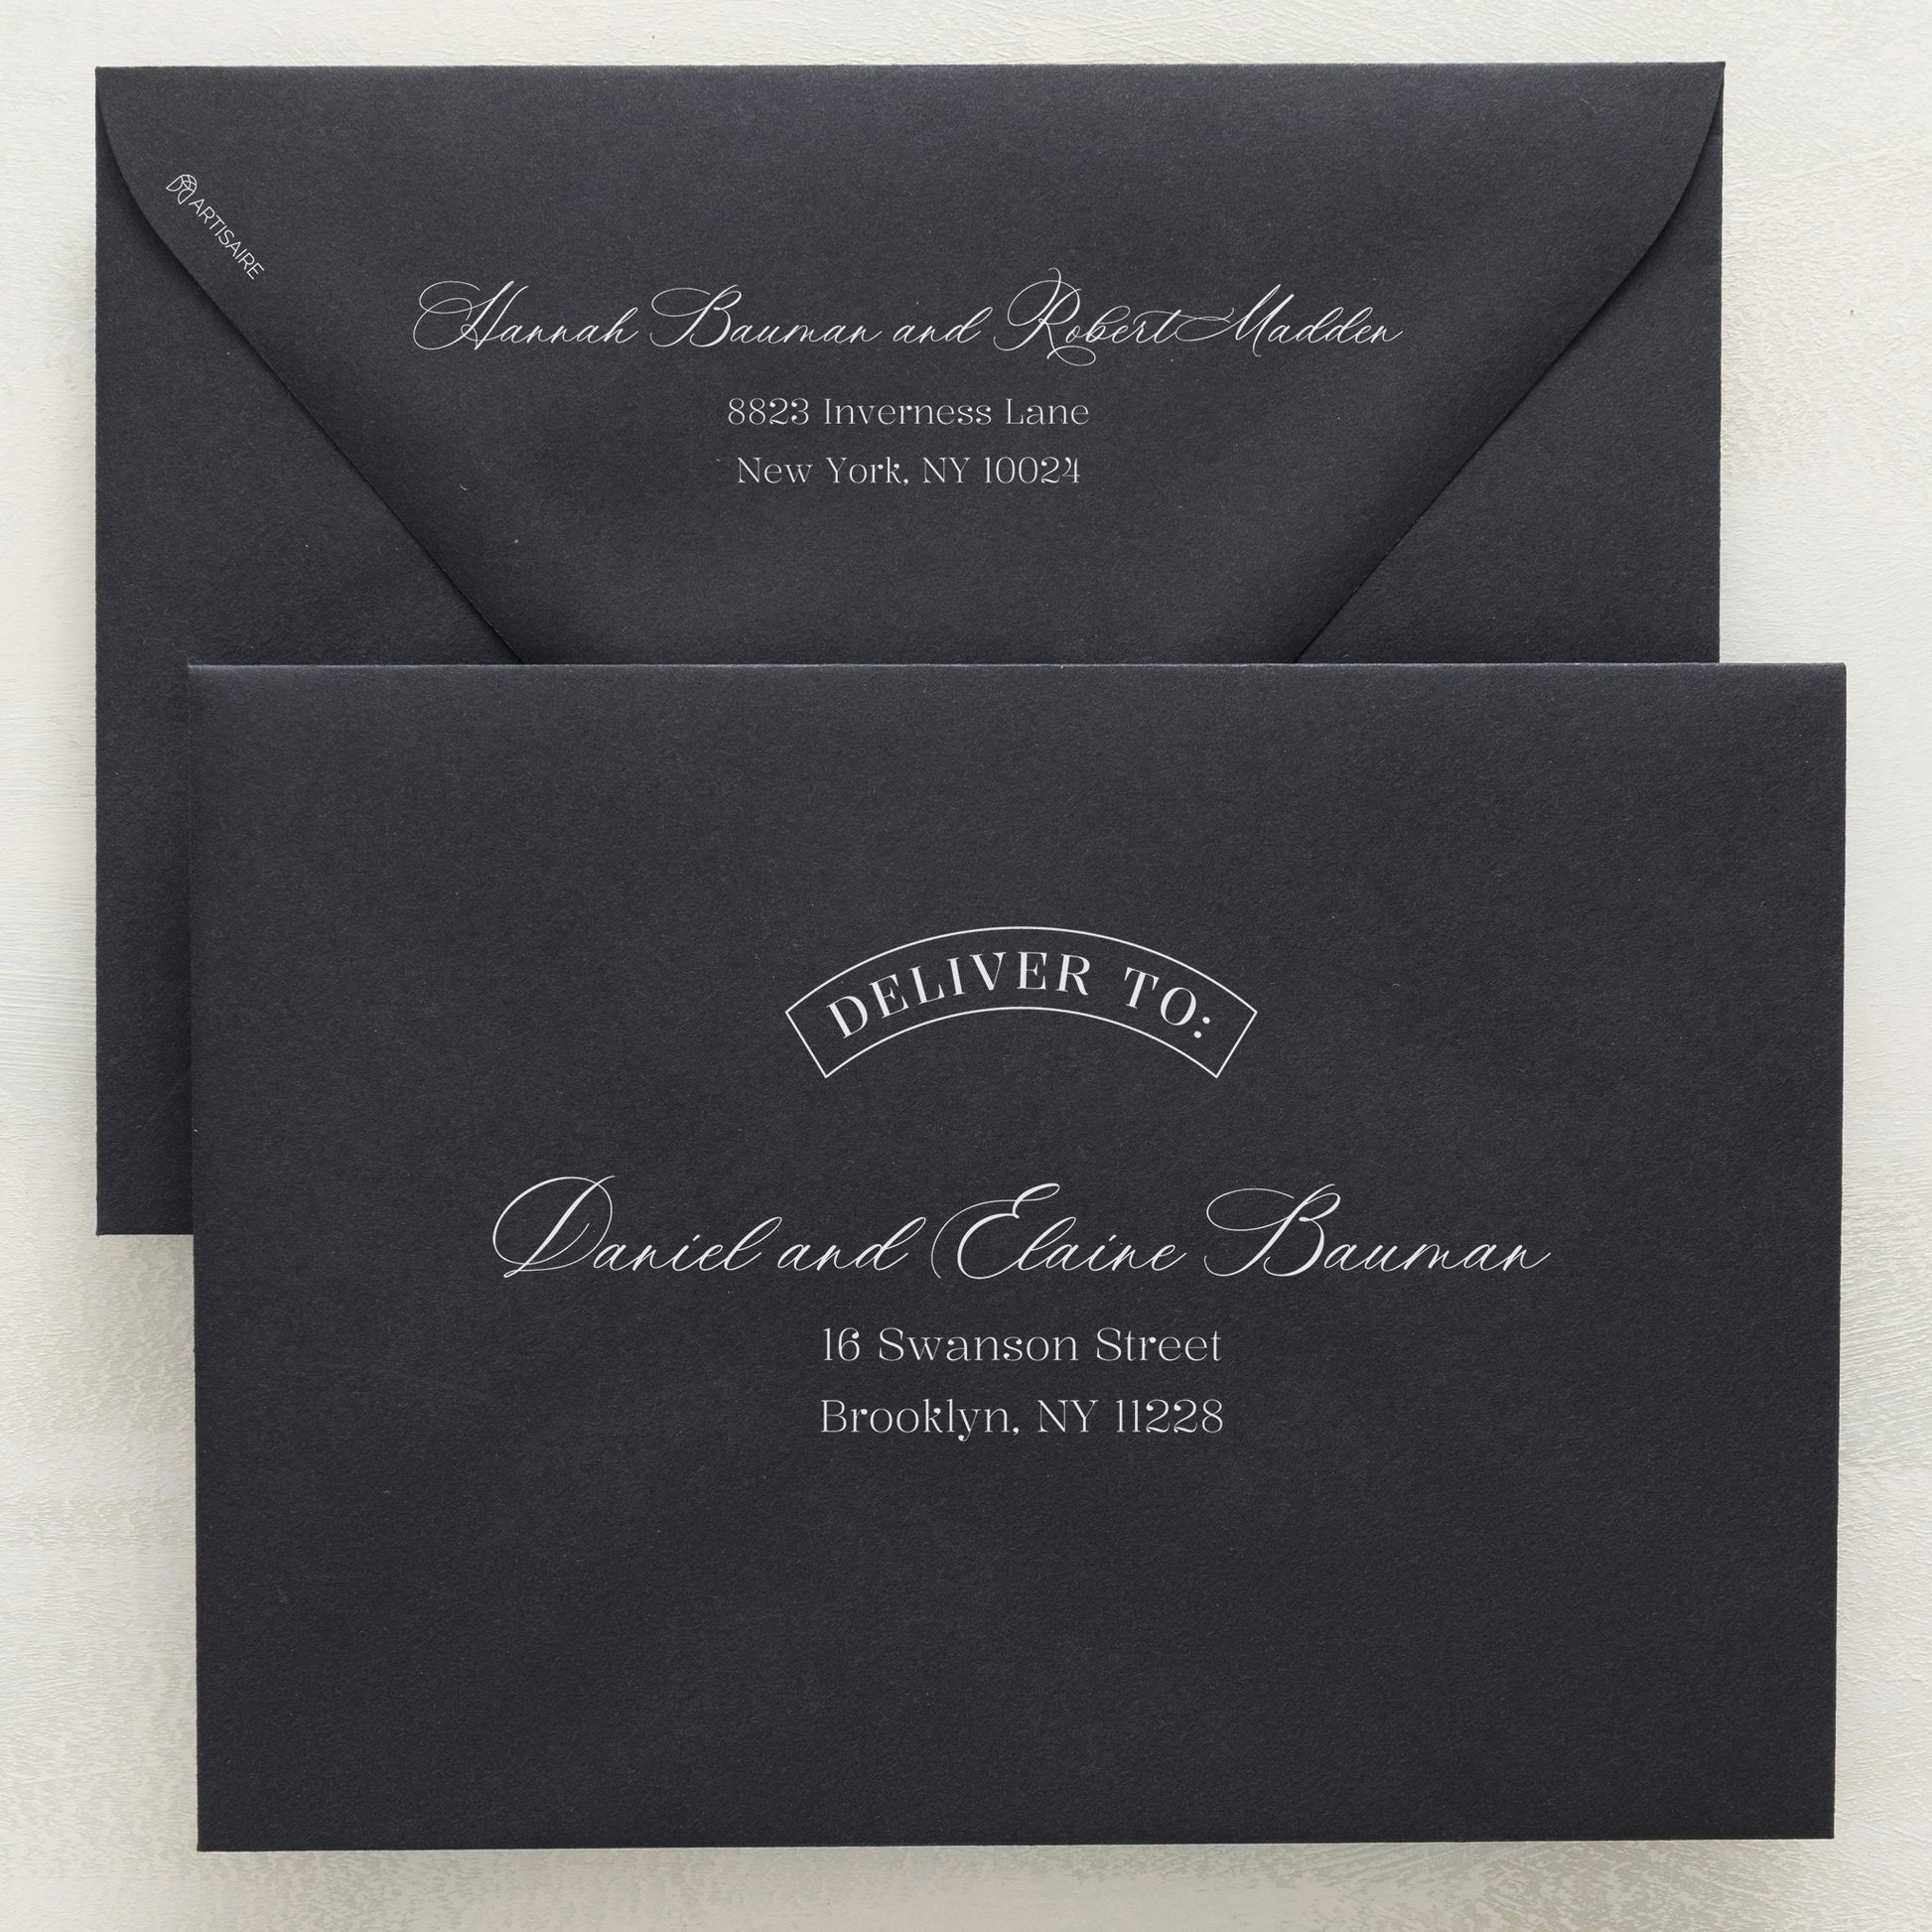 ARTISAIRE
Hannah Bauman and Robert Madden
8823 Inverness Lane
New York, NY 10024
DELIVER TO:
Daniel and Elaine Bauman
16 Swanson Street
Brooklyn, NY 11228